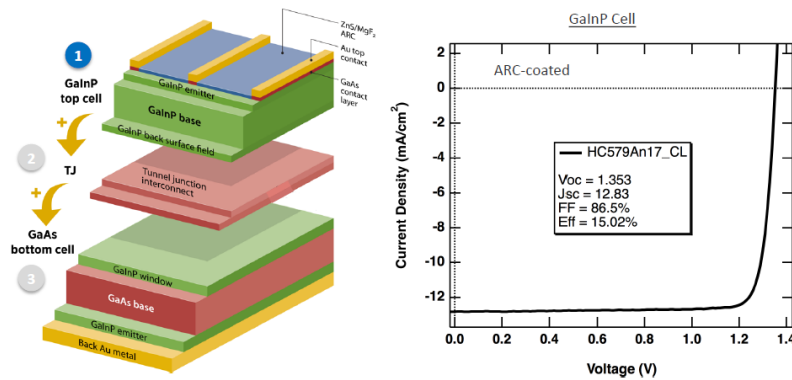 1
GaInP
top cell
+
2
TJ
+
GaAs
bottom cell
3
ZnS/MgF₂
ARC
Au top
contact
GaAs
contact
layer
GaInP emitter
GaInP base
GaInP back surface field
Tunnel junction
interconnect
GaInP window
GaAs base
GaInP emitter
Back Au metal
GaInP Cell
ARC-coated
Current Density (mA/cm²)
2
0
-2
-4
-6
-8
-10
-12
HC579An17_CL
Voc = 1.353
Jsc = 12.83
FF = 86.5%
Eff = 15.02%
0.0 0.2 0.4 0.6 0.8 1.0 1.2 1.4
Voltage (V)